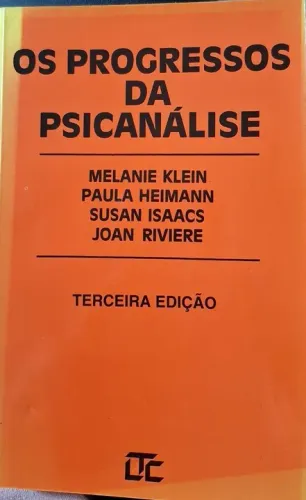 OS PROGRESSOS
DA
PSICANÁLISE
MELANIE KLEIN
PAULA HEIMANN
SUSAN ISAACS
JOAN RIVIERE
TERCEIRA EDIÇÃO
LTC